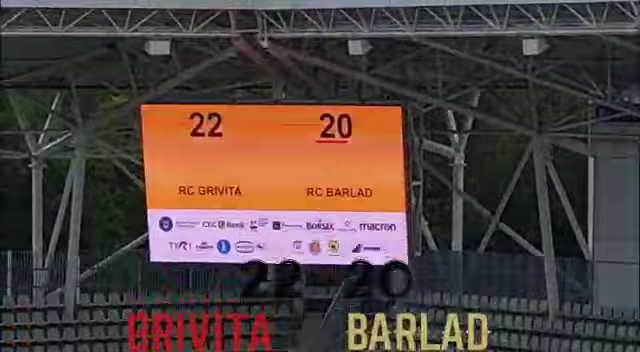 22 20
RC GRIVITA RC BARLAD
CEC Bank BORSEC macron
TVR1
22 20
GRIVITA BARLAD